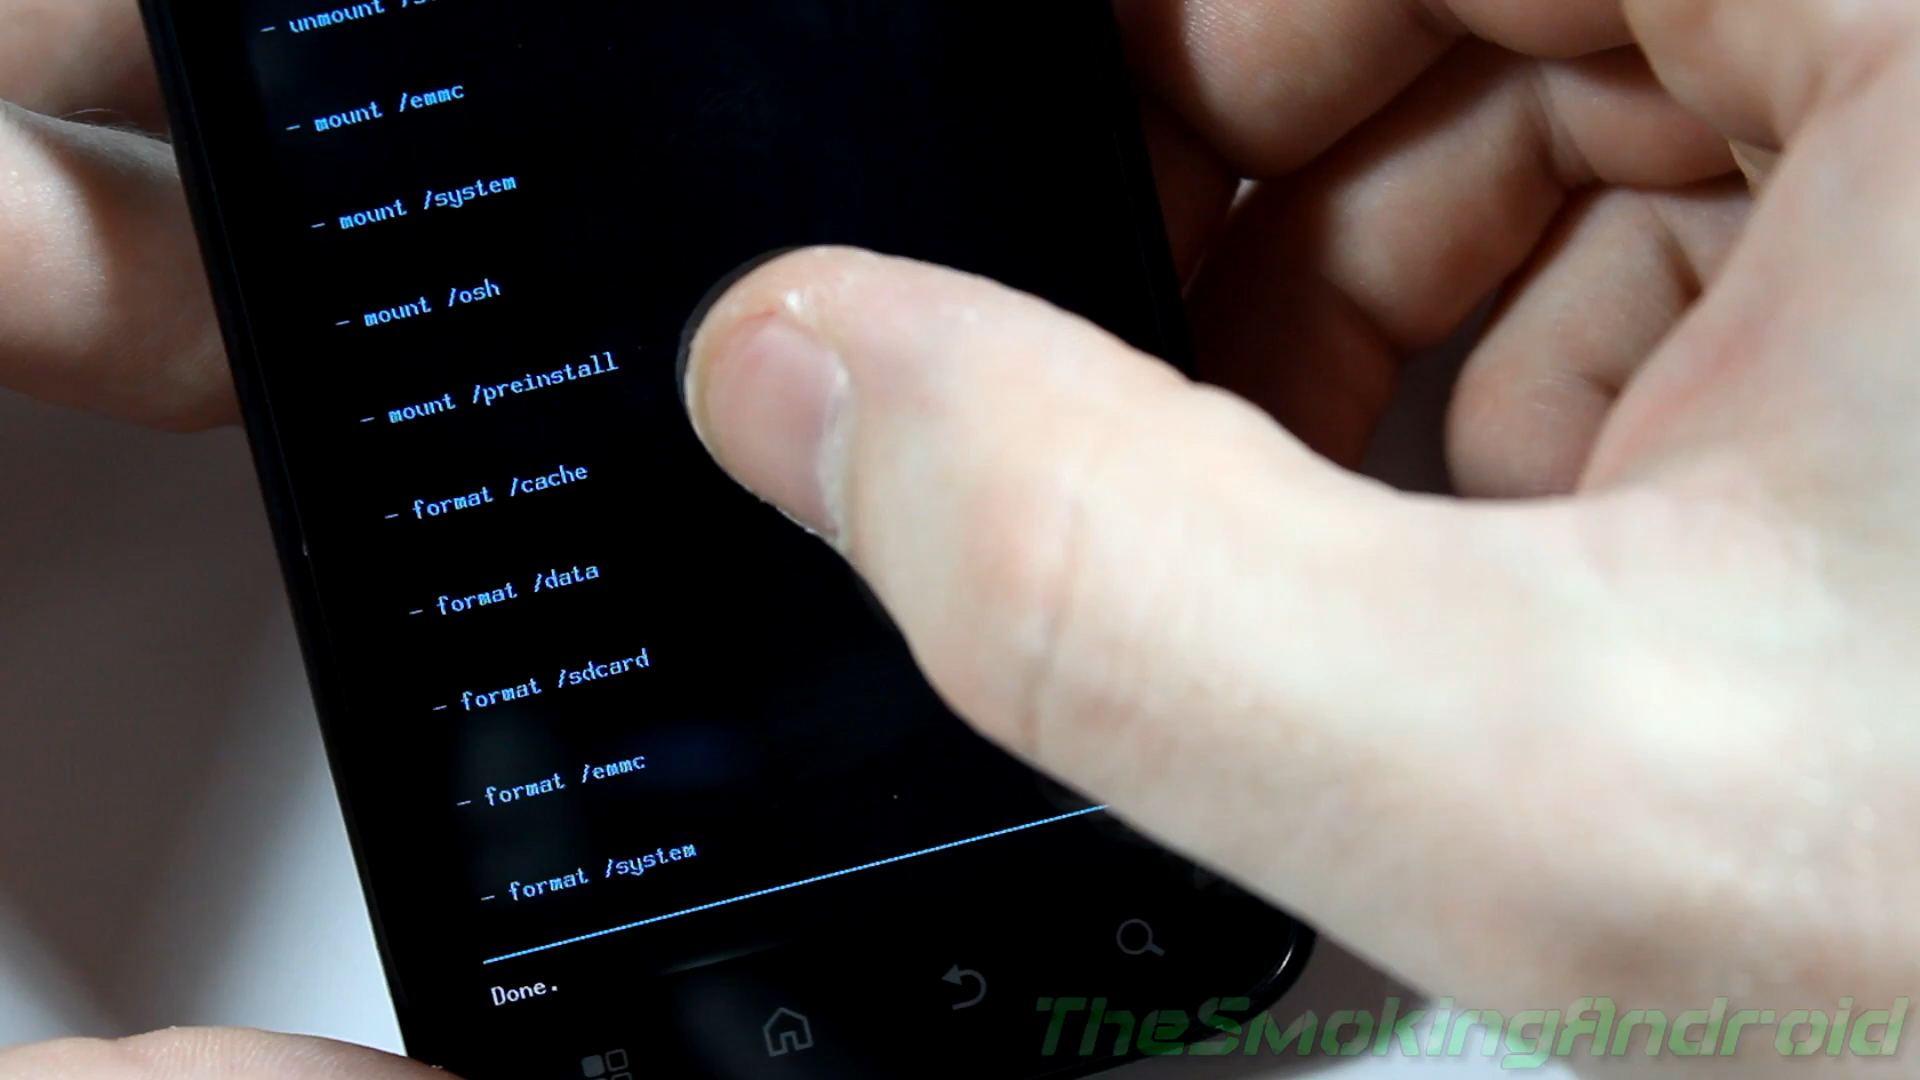 - unmount
- mount /emmc
- mount /system
- mount /osh
- mount /preinstall
- format /cache
- format /data
- format /sdcard
- format /emmc
- format /system
Done.
TheSmokingAndroid